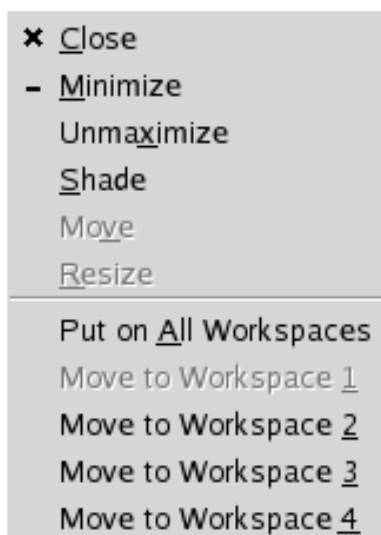 Close
Minimize
Unmaximize
Shade
Move
Resize
Put on All Workspaces
Move to Workspace 1
Move to Workspace 2
Move to Workspace 3
Move to Workspace 4